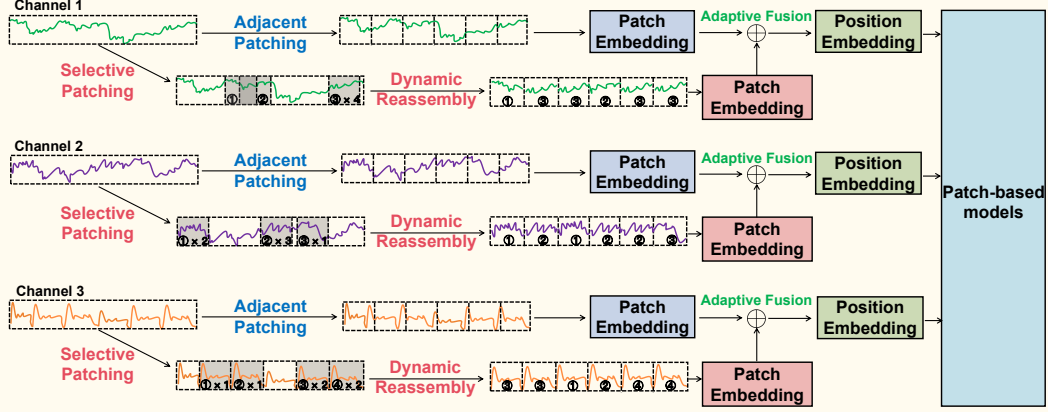 Channel 1
Adjacent
Patching
Patch
Embedding
Adaptive Fusion
Position
Embedding
Selective
Patching
① ② ③ × 4
Dynamic
Reassembly
① ③ ③ ② ③ ③
Patch
Embedding
Channel 2
Adjacent
Patching
Patch
Embedding
Adaptive Fusion
Position
Embedding
Patch-based
models
Selective
Patching
① × 2 ② × 3 ③ × 1
Dynamic
Reassembly
① ② ① ② ② ③
Patch
Embedding
Channel 3
Adjacent
Patching
Patch
Embedding
Adaptive Fusion
Position
Embedding
Selective
Patching
① × 1 ② × 1 ③ × 2 ④ × 2
Dynamic
Reassembly
③ ③ ① ② ④ ④
Patch
Embedding